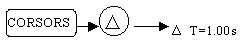 CORSORS △ △ T=1.00s